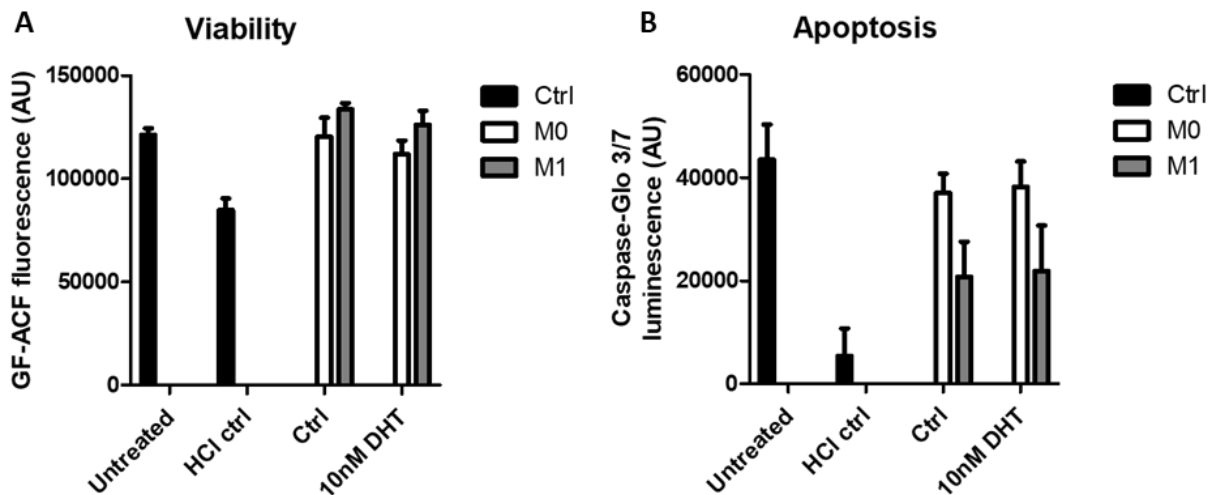 A
Viability
GF-ACF fluorescence (AU)
150000
100000
50000
0
Untreated
HCl ctrl
Ctrl
10nM DHT
Ctrl
M0
M1
B
Apoptosis
Caspase-Glo 3/7
luminescence (AU)
60000
40000
20000
0
Untreated
HCl ctrl
Ctrl
10nM DHT
Ctrl
M0
M1